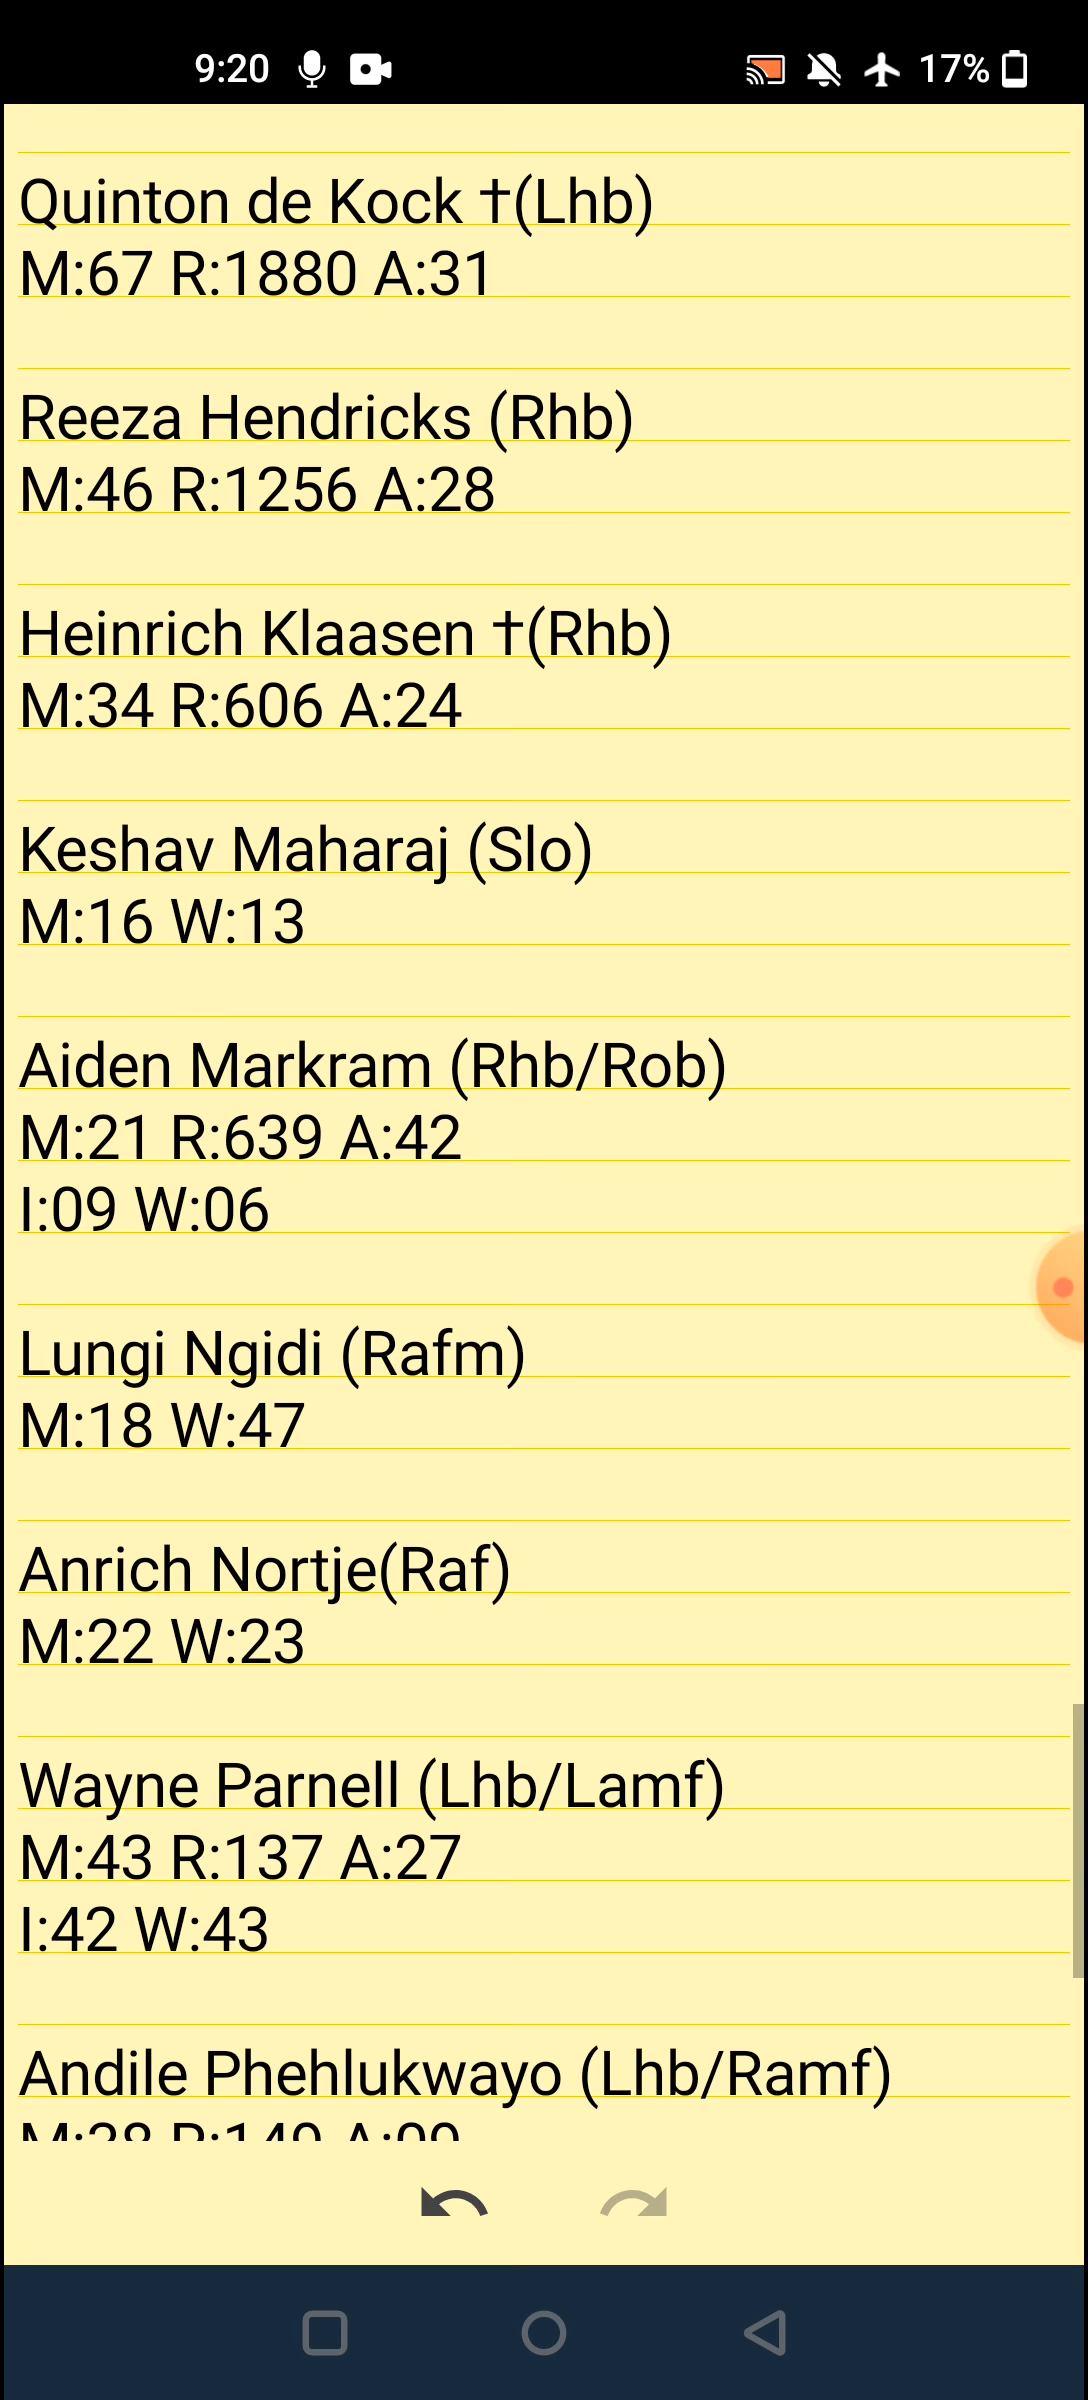 9:20 17%
Quinton de Kock †(Lhb)
M:67 R:1880 A:31
Reeza Hendricks (Rhb)
M:46 R:1256 A:28
Heinrich Klaasen †(Rhb)
M:34 R:606 A:24
Keshav Maharaj (Slo)
M:16 W:13
Aiden Markram (Rhb/Rob)
M:21 R:639 A:42
I:09 W:06
Lungi Ngidi (Rafm)
M:18 W:47
Anrich Nortje(Raf)
M:22 W:23
Wayne Parnell (Lhb/Lamf)
M:43 R:137 A:27
I:42 W:43
Andile Phehlukwayo (Lhb/Ramf)